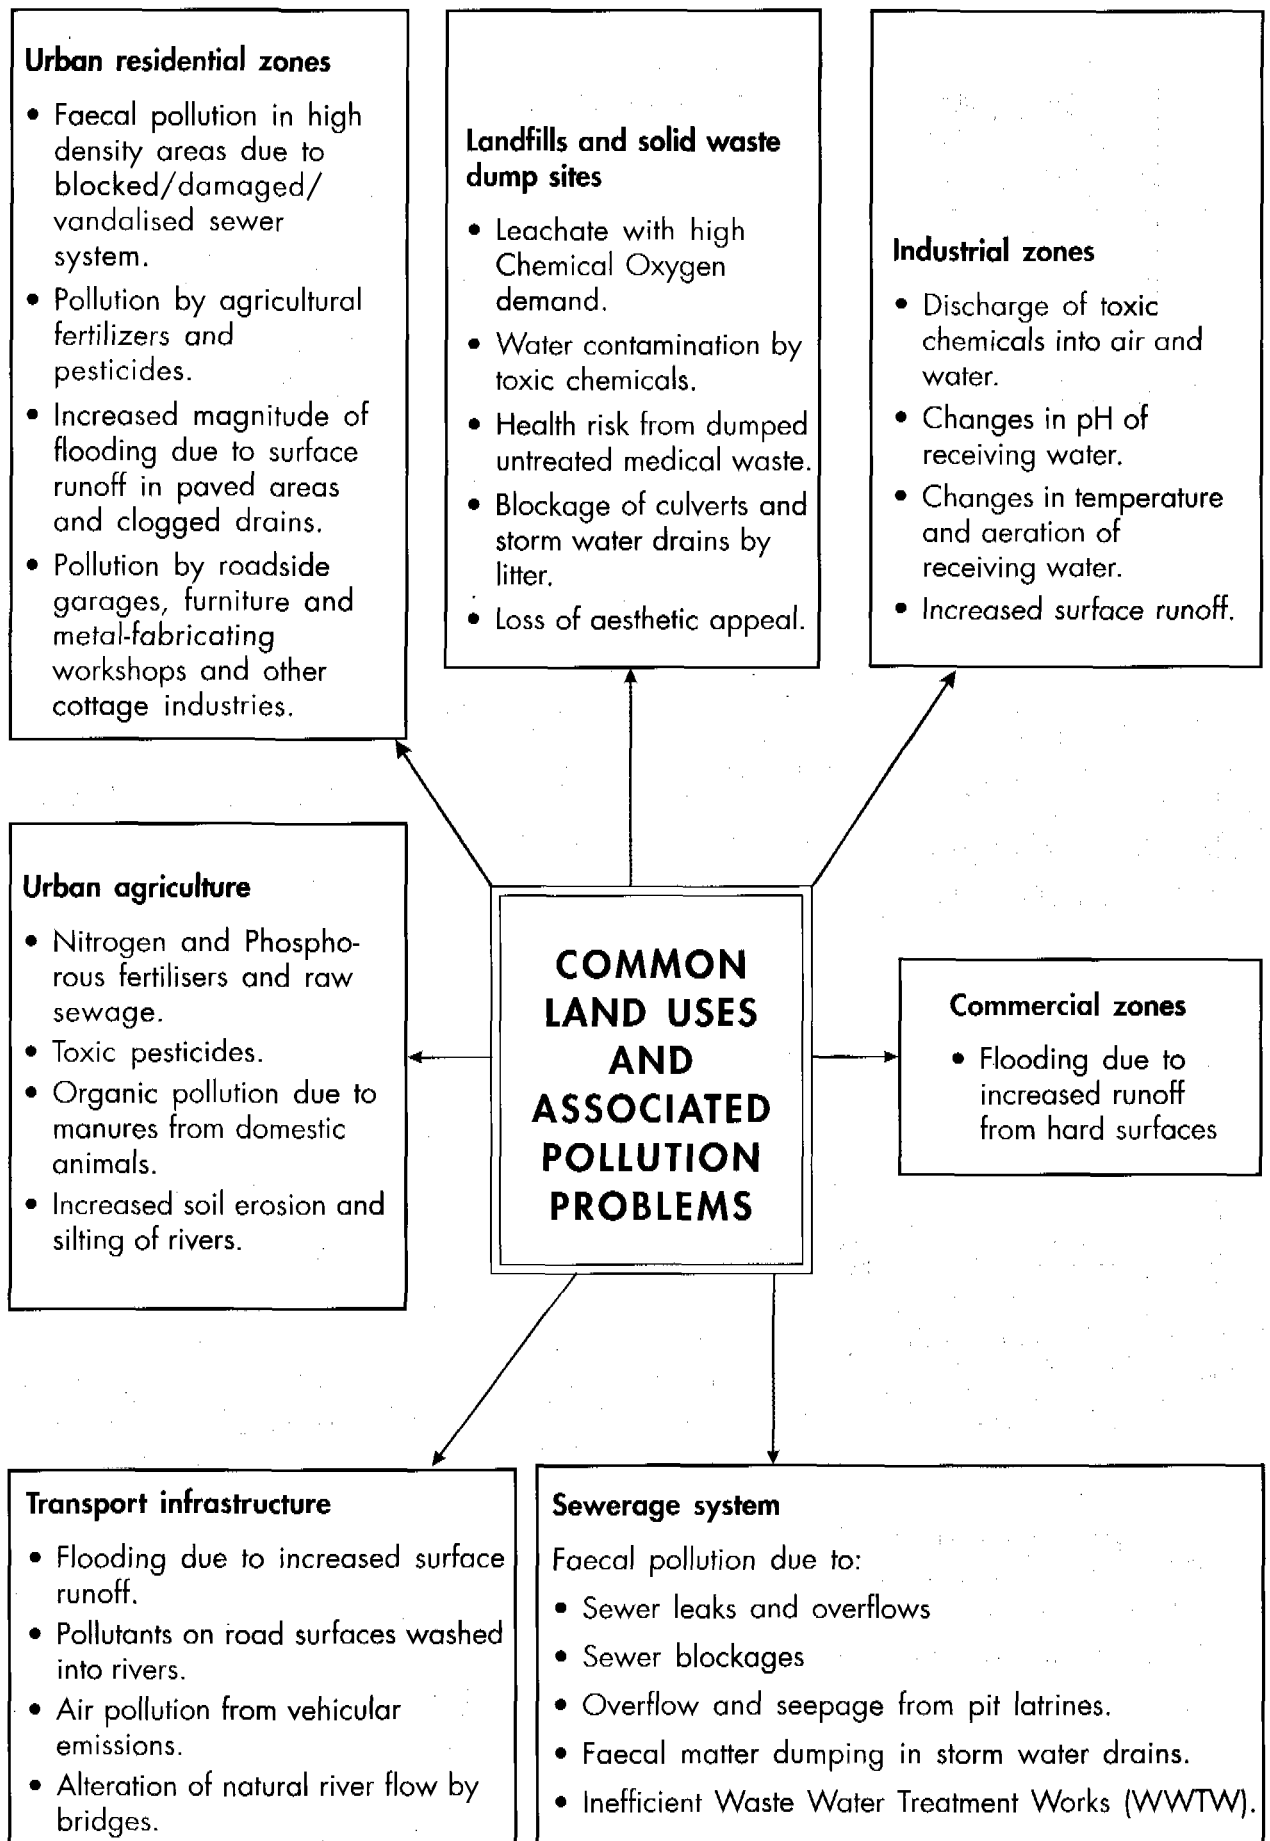 Urban residential zones
• Faecal pollution in high
density areas due to
blocked/damaged/
vandalised sewer
system.
• Pollution by agricultural
fertilizers and
pesticides.
• Increased magnitude of
flooding due to surface
runoff in paved areas
and clogged drains.
• Pollution by roadside
garages, furniture and
metal-fabricating
workshops and other
cottage industries.
Landfills and solid waste
dump sites
• Leachate with high
Chemical Oxygen
demand.
• Water contamination by
toxic chemicals.
• Health risk from dumped
untreated medical waste.
• Blockage of culverts and
storm water drains by
litter.
• Loss of aesthetic appeal.
Industrial zones
• Discharge of toxic
chemicals into air and
water.
• Changes in pH of
receiving water.
• Changes in temperature
and aeration of
receiving water.
• Increased surface runoff.
Urban agriculture
• Nitrogen and Phospho-
rous fertilisers and raw
sewage.
• Toxic pesticides.
• Organic pollution due to
manures from domestic
animals.
• Increased soil erosion and
silting of rivers.
COMMON
LAND USES
AND
ASSOCIATED
POLLUTION
PROBLEMS
Commercial zones
• Flooding due to
increased runoff
from hard surfaces
Transport infrastructure
• Flooding due to increased surface
runoff.
• Pollutants on road surfaces washed
into rivers.
• Air pollution from vehicular
emissions.
• Alteration of natural river flow by
bridges.
Sewerage system
Faecal pollution due to:
• Sewer leaks and overflows
• Sewer blockages
• Overflow and seepage from pit latrines.
• Faecal matter dumping in storm water drains.
• Inefficient Waste Water Treatment Works (WWTW).